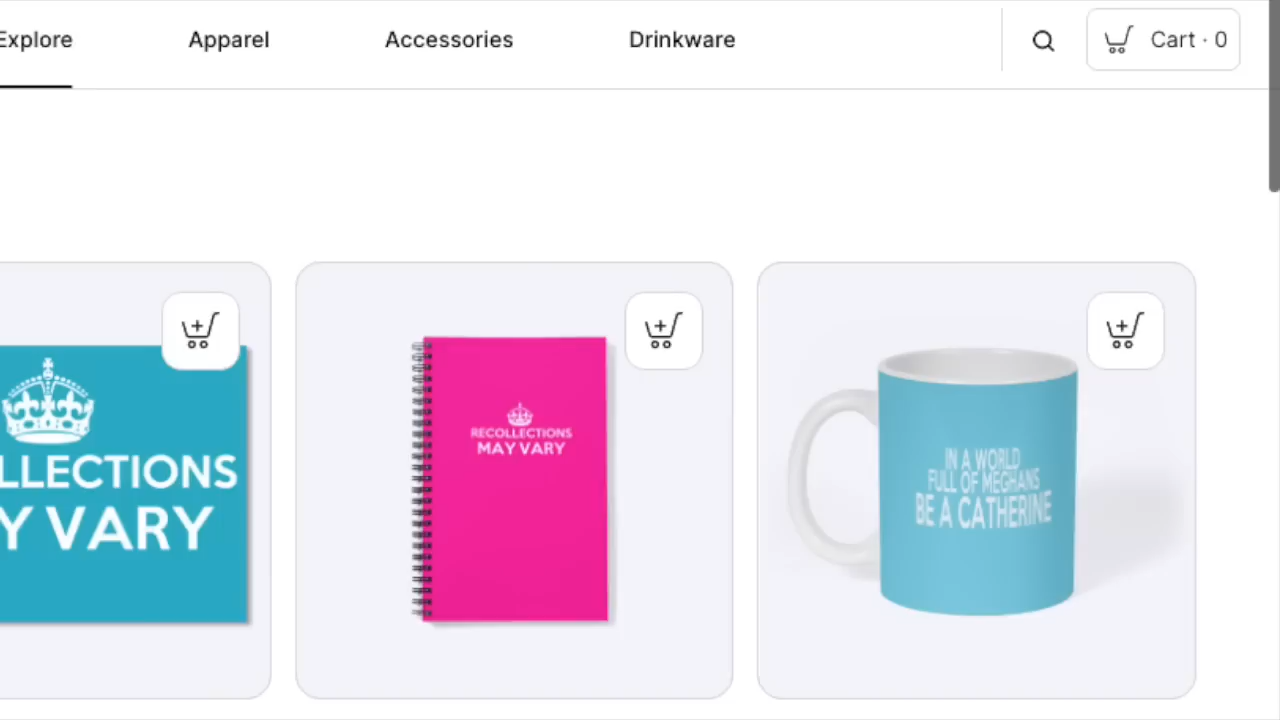 Explore Apparel Accessories Drinkware Cart · 0
LLECTIONS
Y VARY
RECOLLECTIONS
MAY VARY
IN A WORLD
FULL OF MEGHANS
BE A CATHERINE